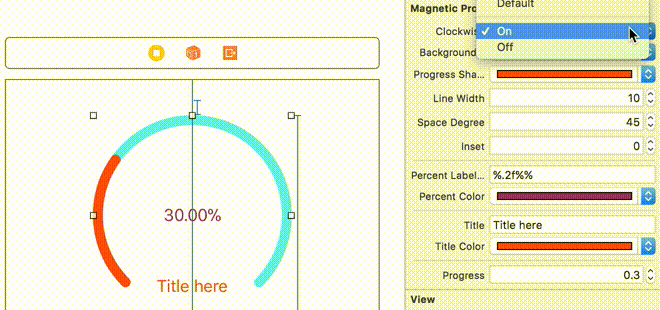 Magnetic Pro
Default
Clockwis
On
Off
Background
Progress Sha...
Line Width 10
Space Degree 45
Inset 0
Percent Label... %.2f%%
Percent Color
Title Title here
Title Color
Progress 0.3
View
30.00%
Title here